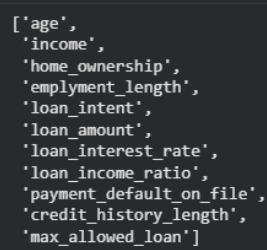 ['age',
'income',
'home_ownership',
'emplyment_length',
'loan_intent',
'loan_amount',
'loan_interest_rate',
'loan_income_ratio',
'payment_default_on_file',
'credit_history_length',
'max_allowed_loan']